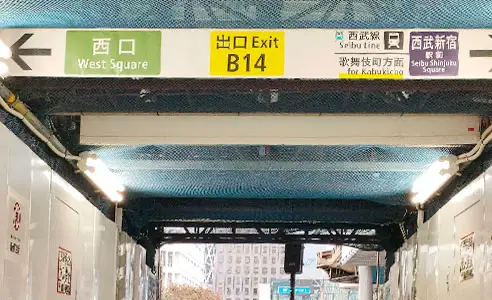 西口
West Square
出口 Exit
B14
西武線
Seibu Line
歌舞伎町方面
for Kabukicho
西武新宿
駅前
Seibu Shinjuku
Square